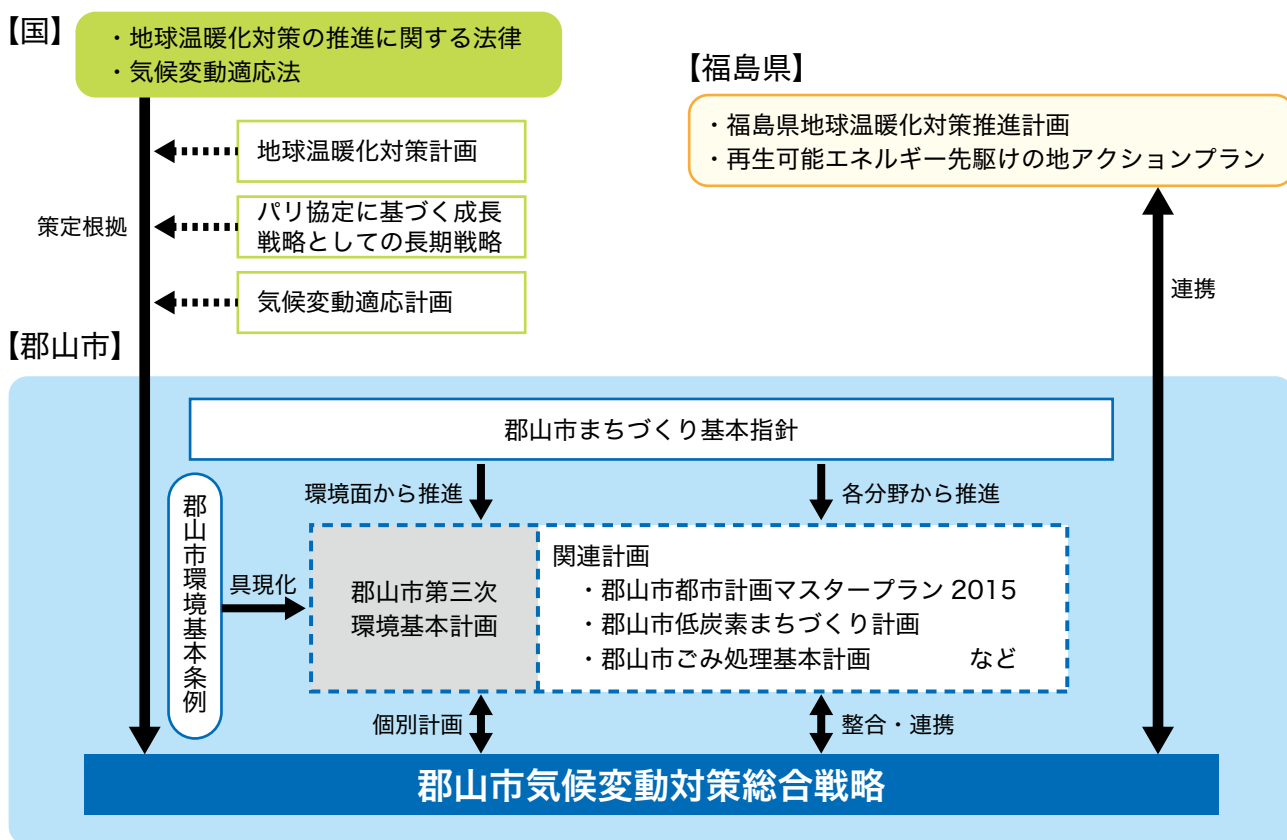 【国】
・地球温暖化対策の推進に関する法律
・気候変動適応法
【福島県】
・福島県地球温暖化対策推進計画
・再生可能エネルギー先駆けの地アクションプラン
地球温暖化対策計画
策定根拠
パリ協定に基づく成長
戦略としての長期戦略
気候変動適応計画
連携
【郡山市】
郡山市まちづくり基本指針
環境面から推進
各分野から推進
郡山市環境基本条例
具現化
郡山市第三次
環境基本計画
関連計画
・郡山市都市計画マスタープラン 2015
・郡山市低炭素まちづくり計画
・郡山市ごみ処理基本計画 など
個別計画
整合・連携
郡山市気候変動対策総合戦略